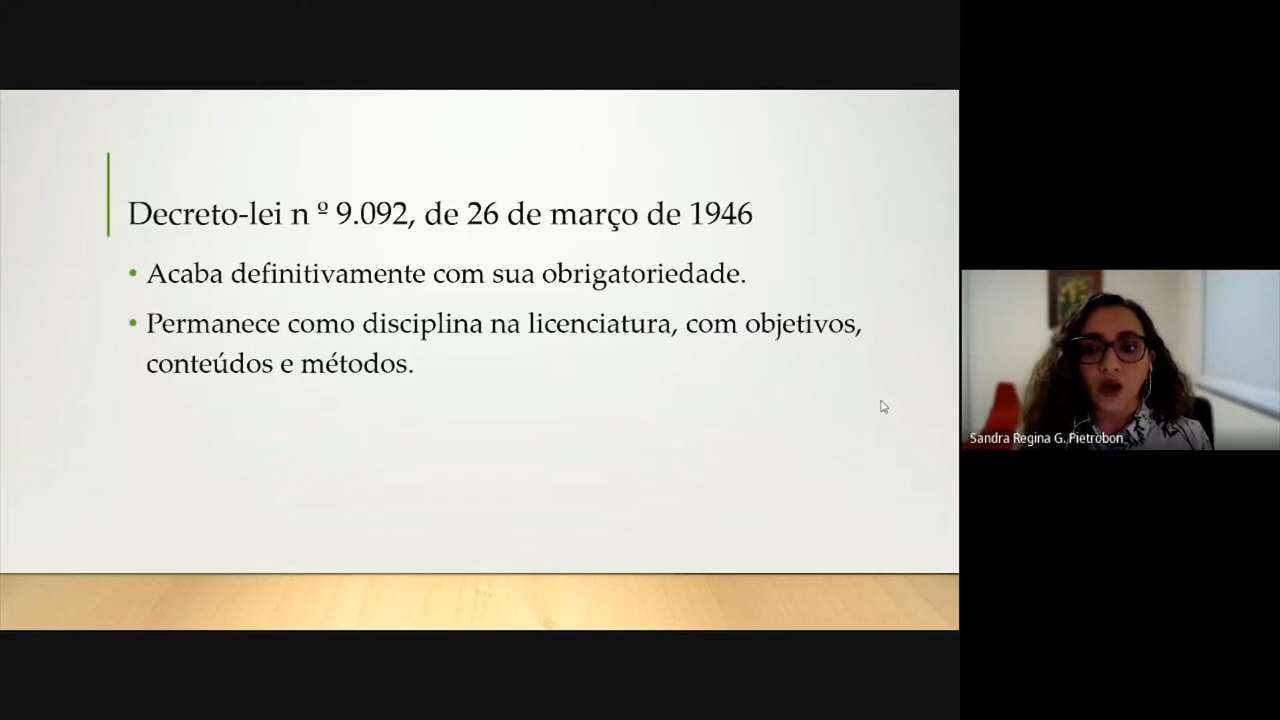 Decreto-lei n º 9.092, de 26 de março de 1946
• Acaba definitivamente com sua obrigatoriedade.
• Permanece como disciplina na licenciatura, com objetivos,
conteúdos e métodos.
Sandra Regina G. Pietrobon